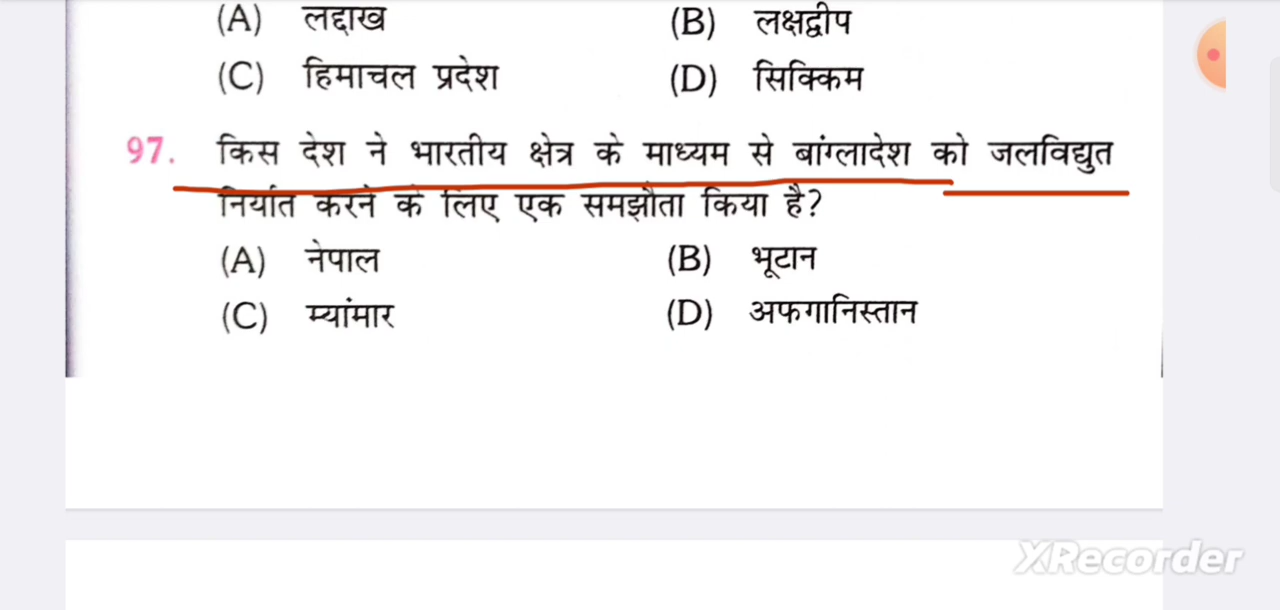 (A) लद्दाख (B) लक्षद्वीप
(C) हिमाचल प्रदेश (D) सिक्किम
97. किस देश ने भारतीय क्षेत्र के माध्यम से बांग्लादेश को जलविद्युत
निर्यात करने के लिए एक समझौता किया है?
(A) नेपाल (B) भूटान
(C) म्यांमार (D) अफगानिस्तान
XRecorder